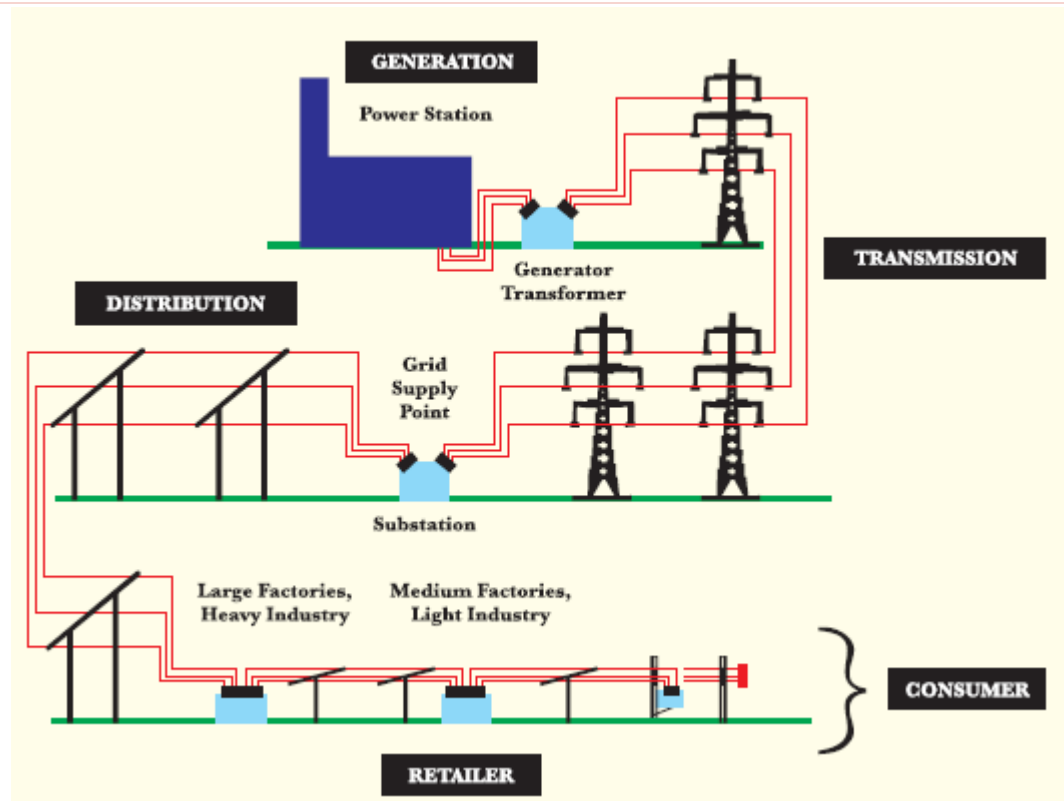 GENERATION
Power Station
Generator
Transformer
TRANSMISSION
DISTRIBUTION
Grid
Supply
Point
Substation
Large Factories,
Heavy Industry
Medium Factories,
Light Industry
CONSUMER
RETAILER